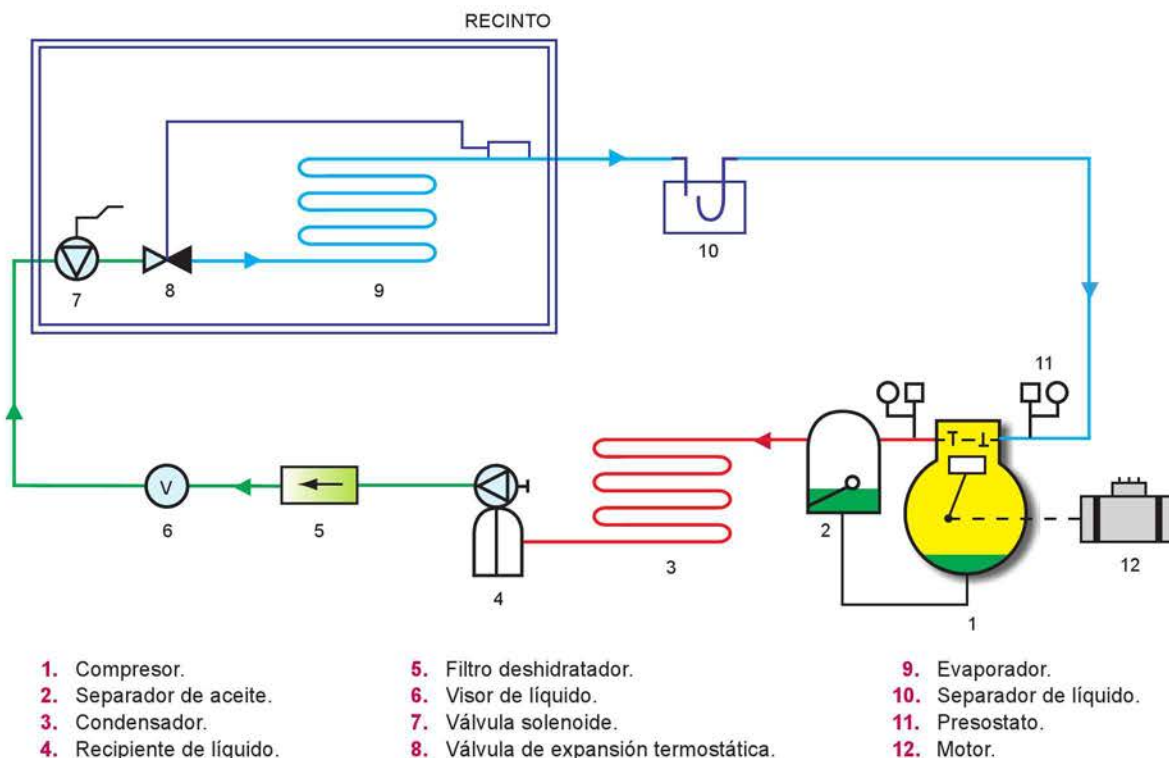 RECINTO
10
7
8
9
11
V
6
5
4
3
2
1
12
1. Compresor.
2. Separador de aceite.
3. Condensador.
4. Recipiente de líquido.
5. Filtro deshidratador.
6. Visor de líquido.
7. Válvula solenoide.
8. Válvula de expansión termostática.
9. Evaporador.
10. Separador de líquido.
11. Presostato.
12. Motor.